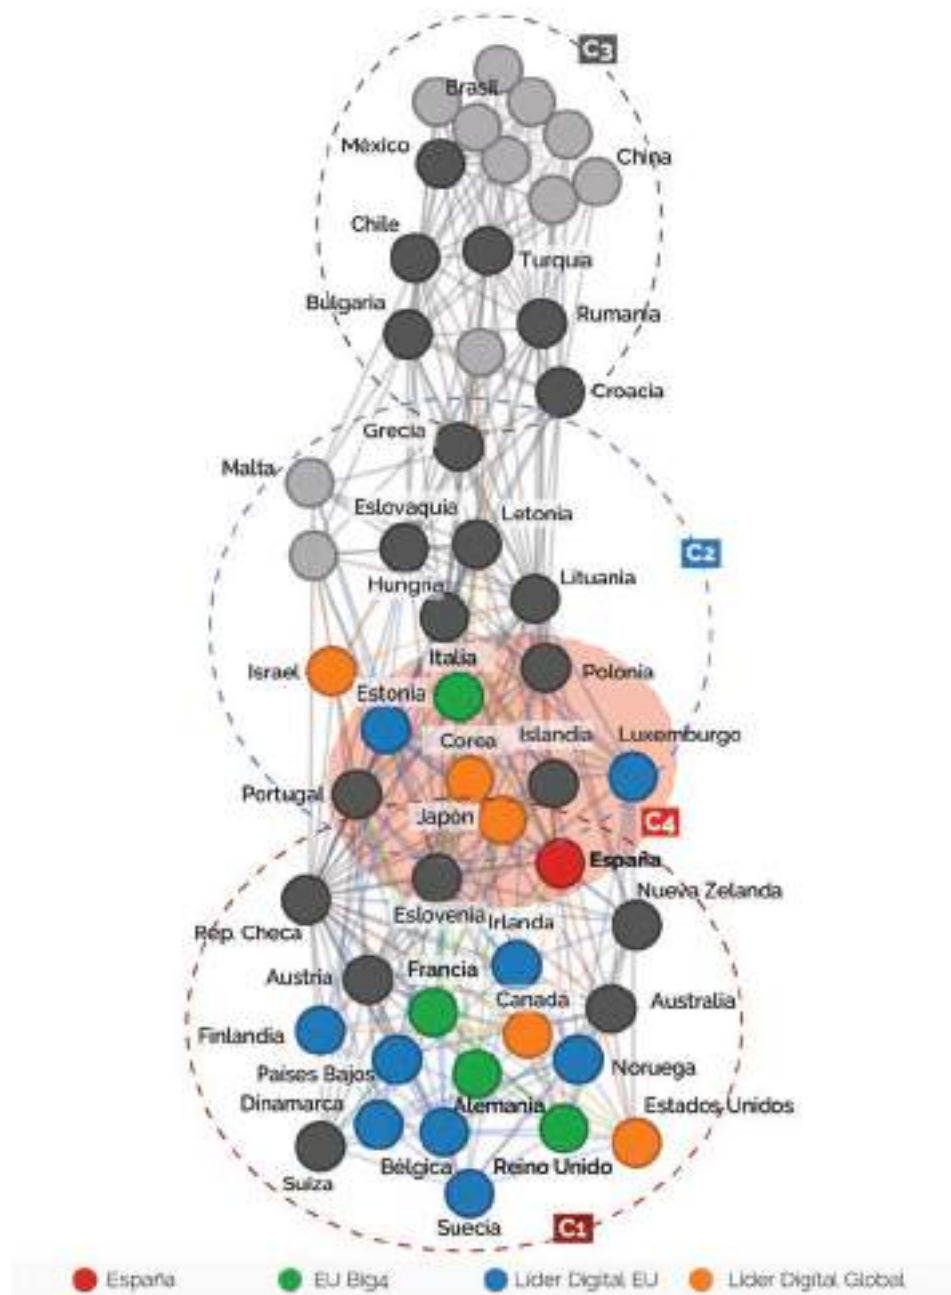 C3
Brasil
México
China
Chile
Turquía
Bulgaria
Rumanía
Croacia
Grecia
Malta
Eslovaquia
Letonia
C2
Hungría
Lituania
Italia
Israel
Polonia
Estonia
Corea
Islandia
Luxemburgo
Portugal
Japón
C4
España
Nueva Zelanda
Eslovenia
Irlanda
Rép. Checa
Francia
Austria
Canada
Australia
Finlandia
Países Bajos
Noruega
Dinamarca
Alemania
Estados Unidos
Bélgica
Reino Unido
Suiza
Suecia
C1
España
EU Big4
Líder Digital EU
Líder Digital Global